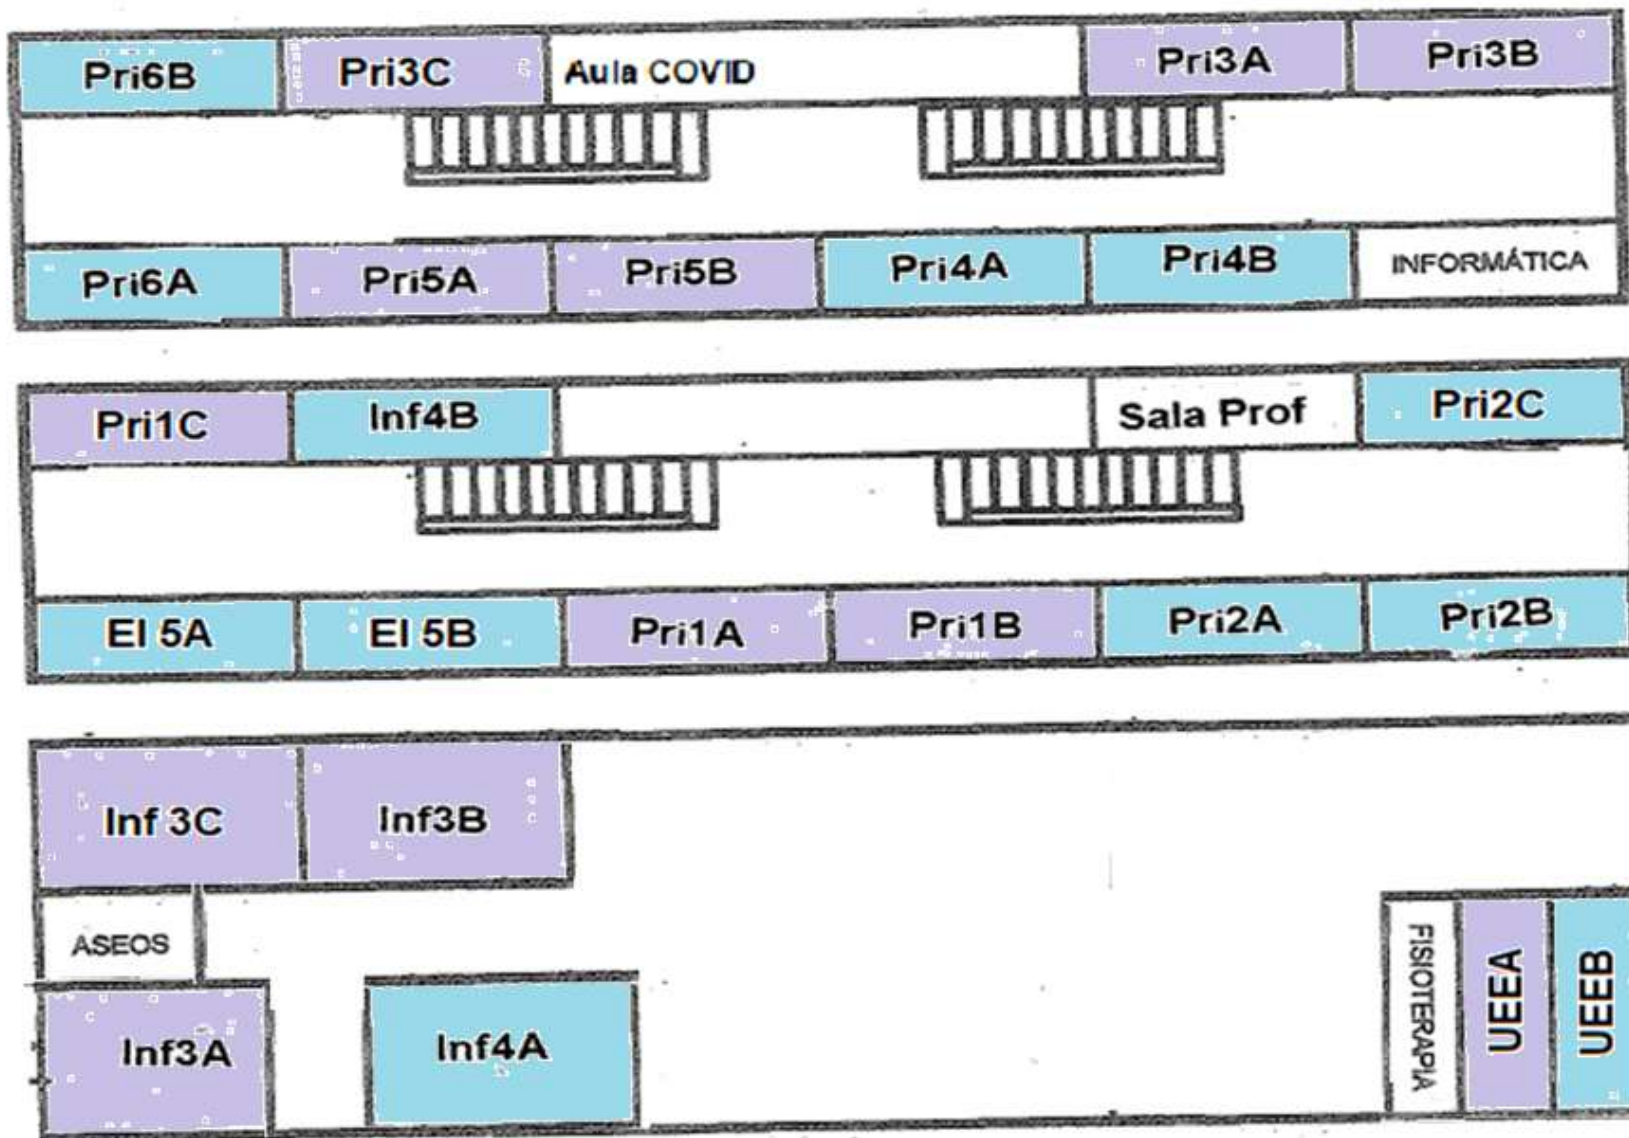 Pri6B
Pri3C
Aula COVID
Pri3A
Pri3B
Pri6A
Pri5A
Pri5B
Pri4A
Pri4B
INFORMÁTICA
Pri1C
Inf4B
Sala Prof
Pri2C
EI 5A
EI 5B
Pri1A
Pri1B
Pri2A
Pri2B
Inf 3C
Inf3B
ASEOS
Inf3A
Inf4A
FISIOTERAPIA
UEEA
UEEB